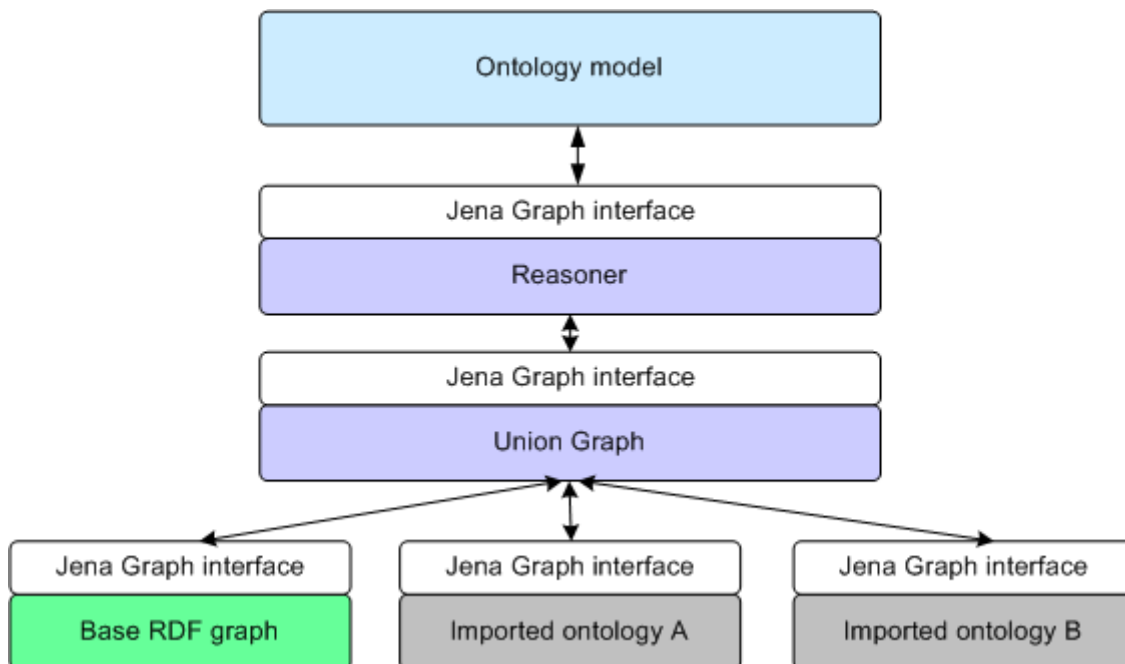 Ontology model
Jena Graph interface
Reasoner
Jena Graph interface
Union Graph
Jena Graph interface
Jena Graph interface
Jena Graph interface
Base RDF graph
Imported ontology A
Imported ontology B